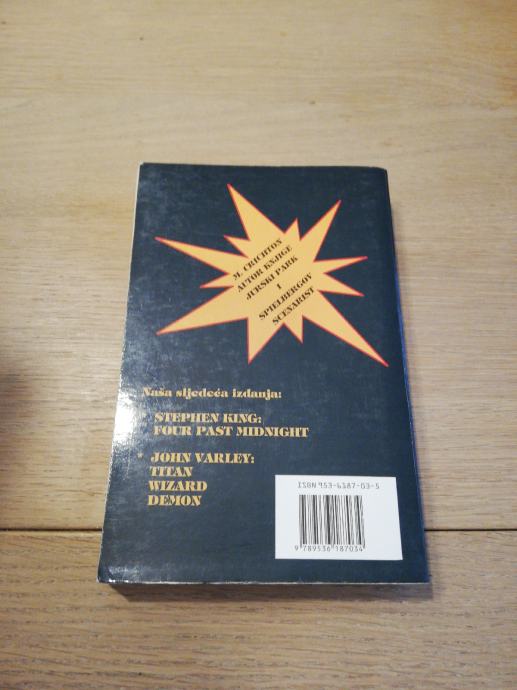 M. CRICHTON
AUTOR KNJIGE
JURSKI PARK
I
SPIELBERGOV
SCENARIST
Naša sljedeća izdanja:
STEPHEN KING:
FOUR PAST MIDNIGHT
* JOHN VARLEY:
TITAN
WIZARD
DEMON
ISBN 953-6187-03-5
9 789536 187034